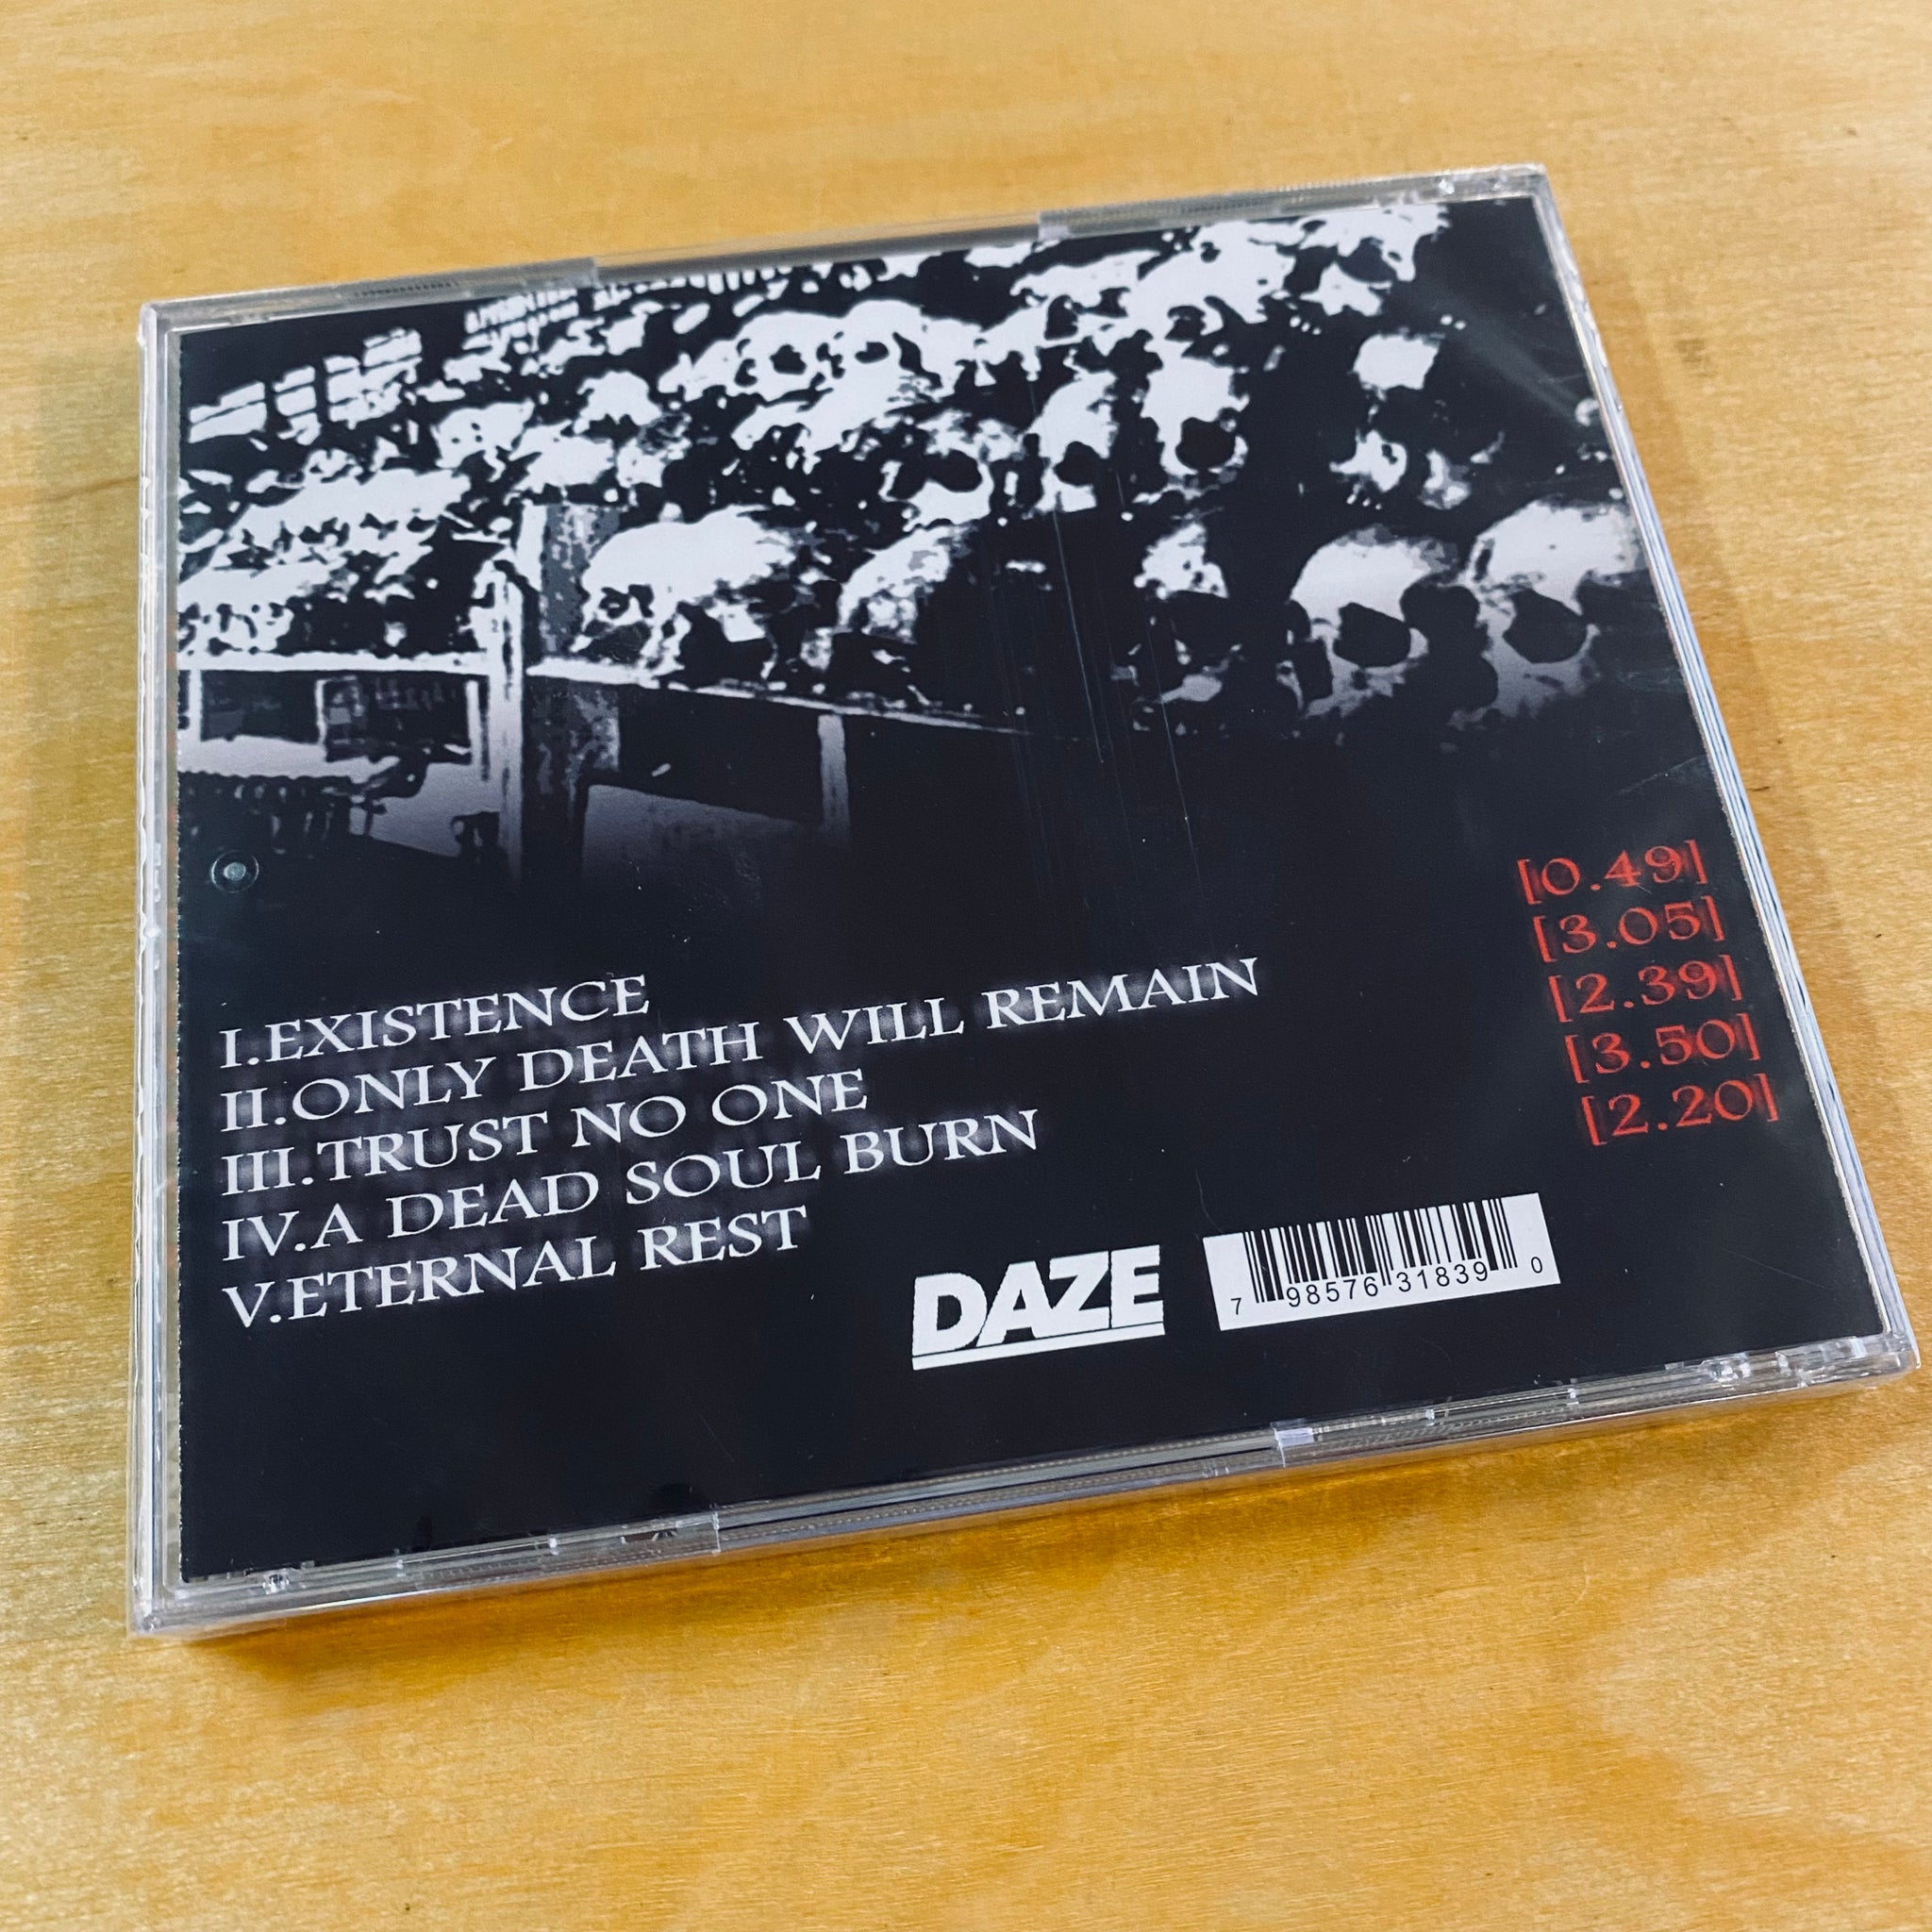 I.EXISTENCE [0.49]
II.ONLY DEATH WILL REMAIN [3.05]
III.TRUST NO ONE [2.39]
IV.A DEAD SOUL BURN [3.50]
V.ETERNAL REST [2.20]
DAZE
7 98576 31839 0